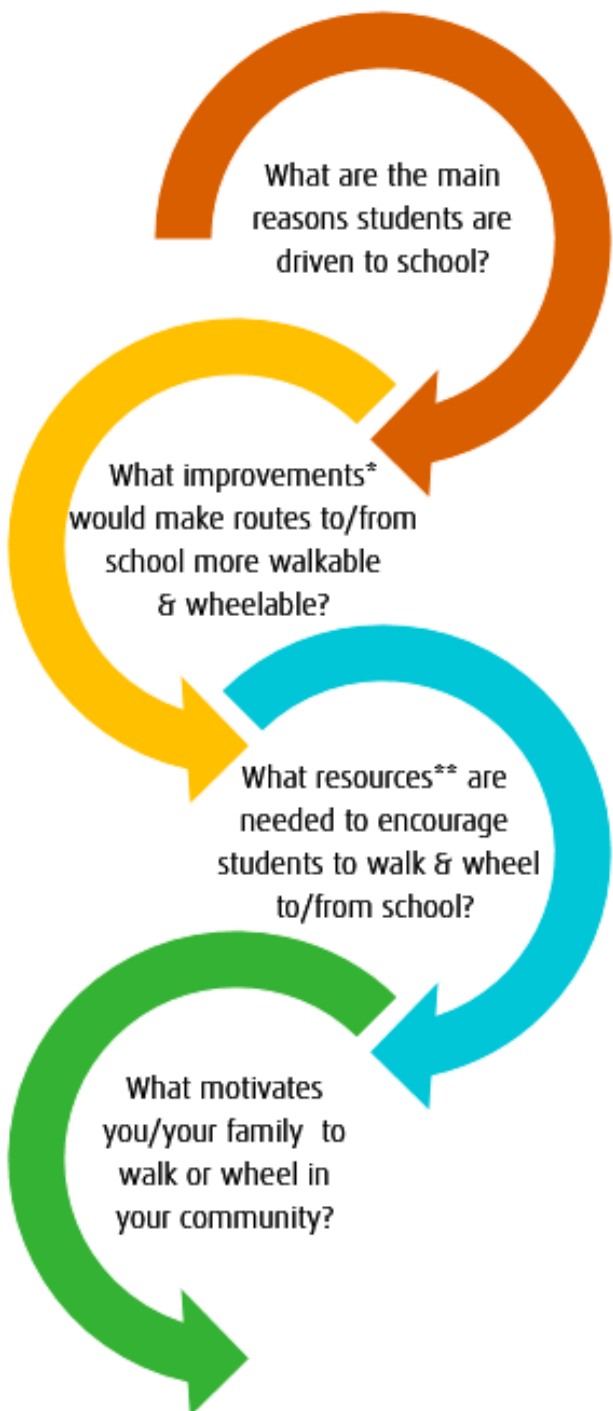 What are the main
reasons students are
driven to school?
What improvements*
would make routes to/from
school more walkable
& wheelable?
What resources** are
needed to encourage
students to walk & wheel
to/from school?
What motivates
you/your family to
walk or wheel in
your community?